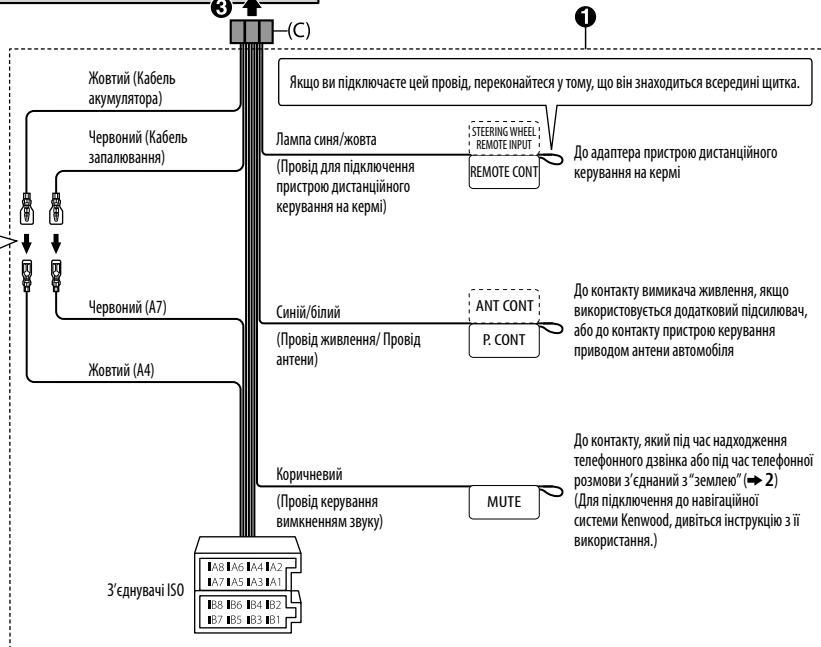 ❸
(C)
❶
Жовтий (Кабель
акумулятора)
Якщо ви підключаєте цей провід, переконайтеся у тому, що він знаходиться всередині щитка.
Червоний (Кабель
запалювання)
Лампа синя/жовта
(Провід для підключення
пристрою дистанційного
керування на кермі)
STEERING WHEEL
REMOTE INPUT
REMOTE CONT
До адаптера пристрою дистанційного
керування на кермі
Червоний (A7)
Синій/білий
(Провід живлення/ Провід
антени)
ANT CONT
P. CONT
До контакту вимикача живлення, якщо
використовується додатковий підсилювач,
або до контакту пристрою керування
приводом антени автомобіля
Жовтий (A4)
Коричневий
(Провід керування
вимкненням звуку)
MUTE
До контакту, який під час надходження
телефонного дзвінка або під час телефонної
розмови з’єднаний з “землею” (➡ 2)
(Для підключення до навігаційної
системи Kenwood, дивіться інструкцію з її
використання.)
З’єднувачі ISO
A8 A6 A4 A2
A7 A5 A3 A1
B8 B6 B4 B2
B7 B5 B3 B1